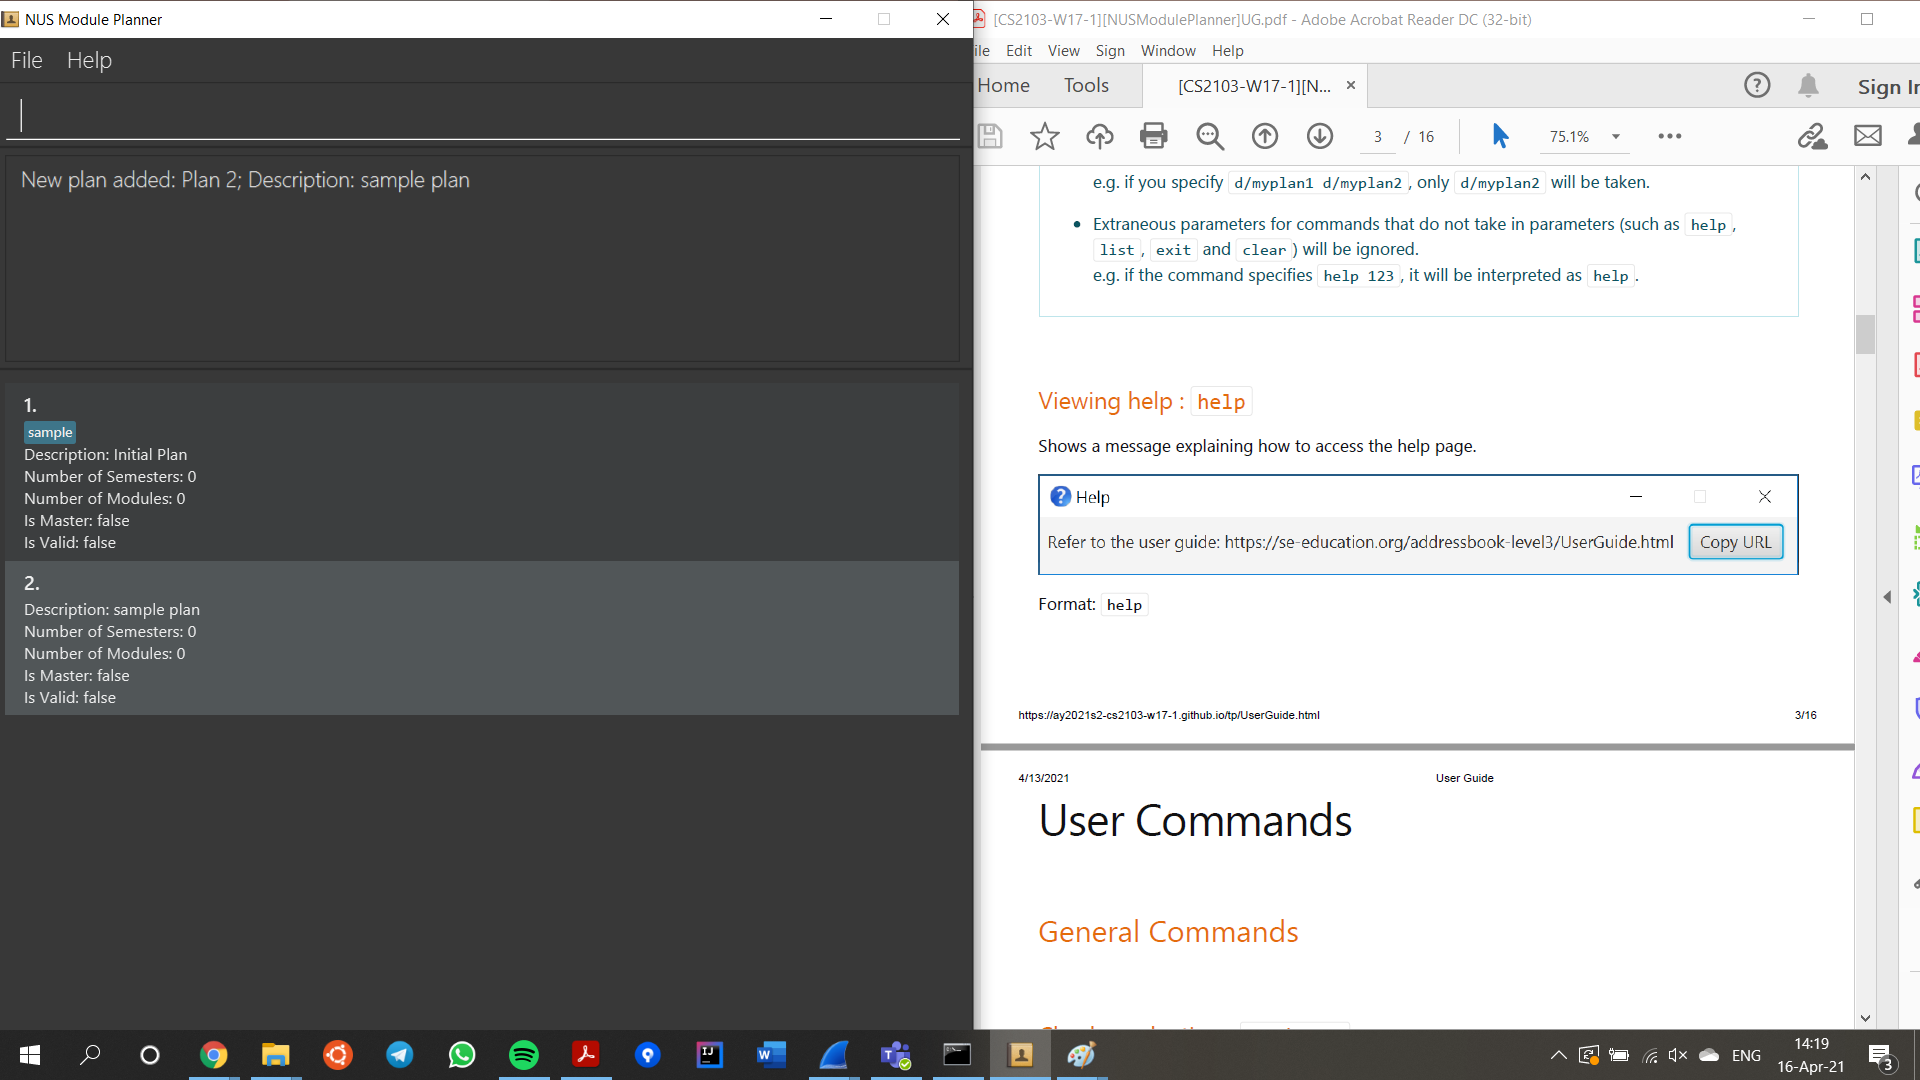 NUS Module Planner
File Help
New plan added: Plan 2; Description: sample plan
1.
sample
Description: Initial Plan
Number of Semesters: 0
Number of Modules: 0
Is Master: false
Is Valid: false
2.
Description: sample plan
Number of Semesters: 0
Number of Modules: 0
Is Master: false
Is Valid: false
[CS2103-W17-1][NUSModulePlanner]UG.pdf - Adobe Acrobat Reader DC (32-bit)
ile Edit View Sign Window Help
Home Tools [CS2103-W17-1][N... Sign In
3 / 16 75.1%
e.g. if you specify d/myplan1 d/myplan2 , only d/myplan2 will be taken.
• Extraneous parameters for commands that do not take in parameters (such as help ,
list , exit and clear ) will be ignored.
e.g. if the command specifies help 123 , it will be interpreted as help .
Viewing help : help
Shows a message explaining how to access the help page.
Help
Refer to the user guide: https://se-education.org/addressbook-level3/UserGuide.html Copy URL
Format: help
https://ay2021s2-cs2103-w17-1.github.io/tp/UserGuide.html 3/16
4/13/2021 User Guide
User Commands
General Commands
ENG
14:19
16-Apr-21
3